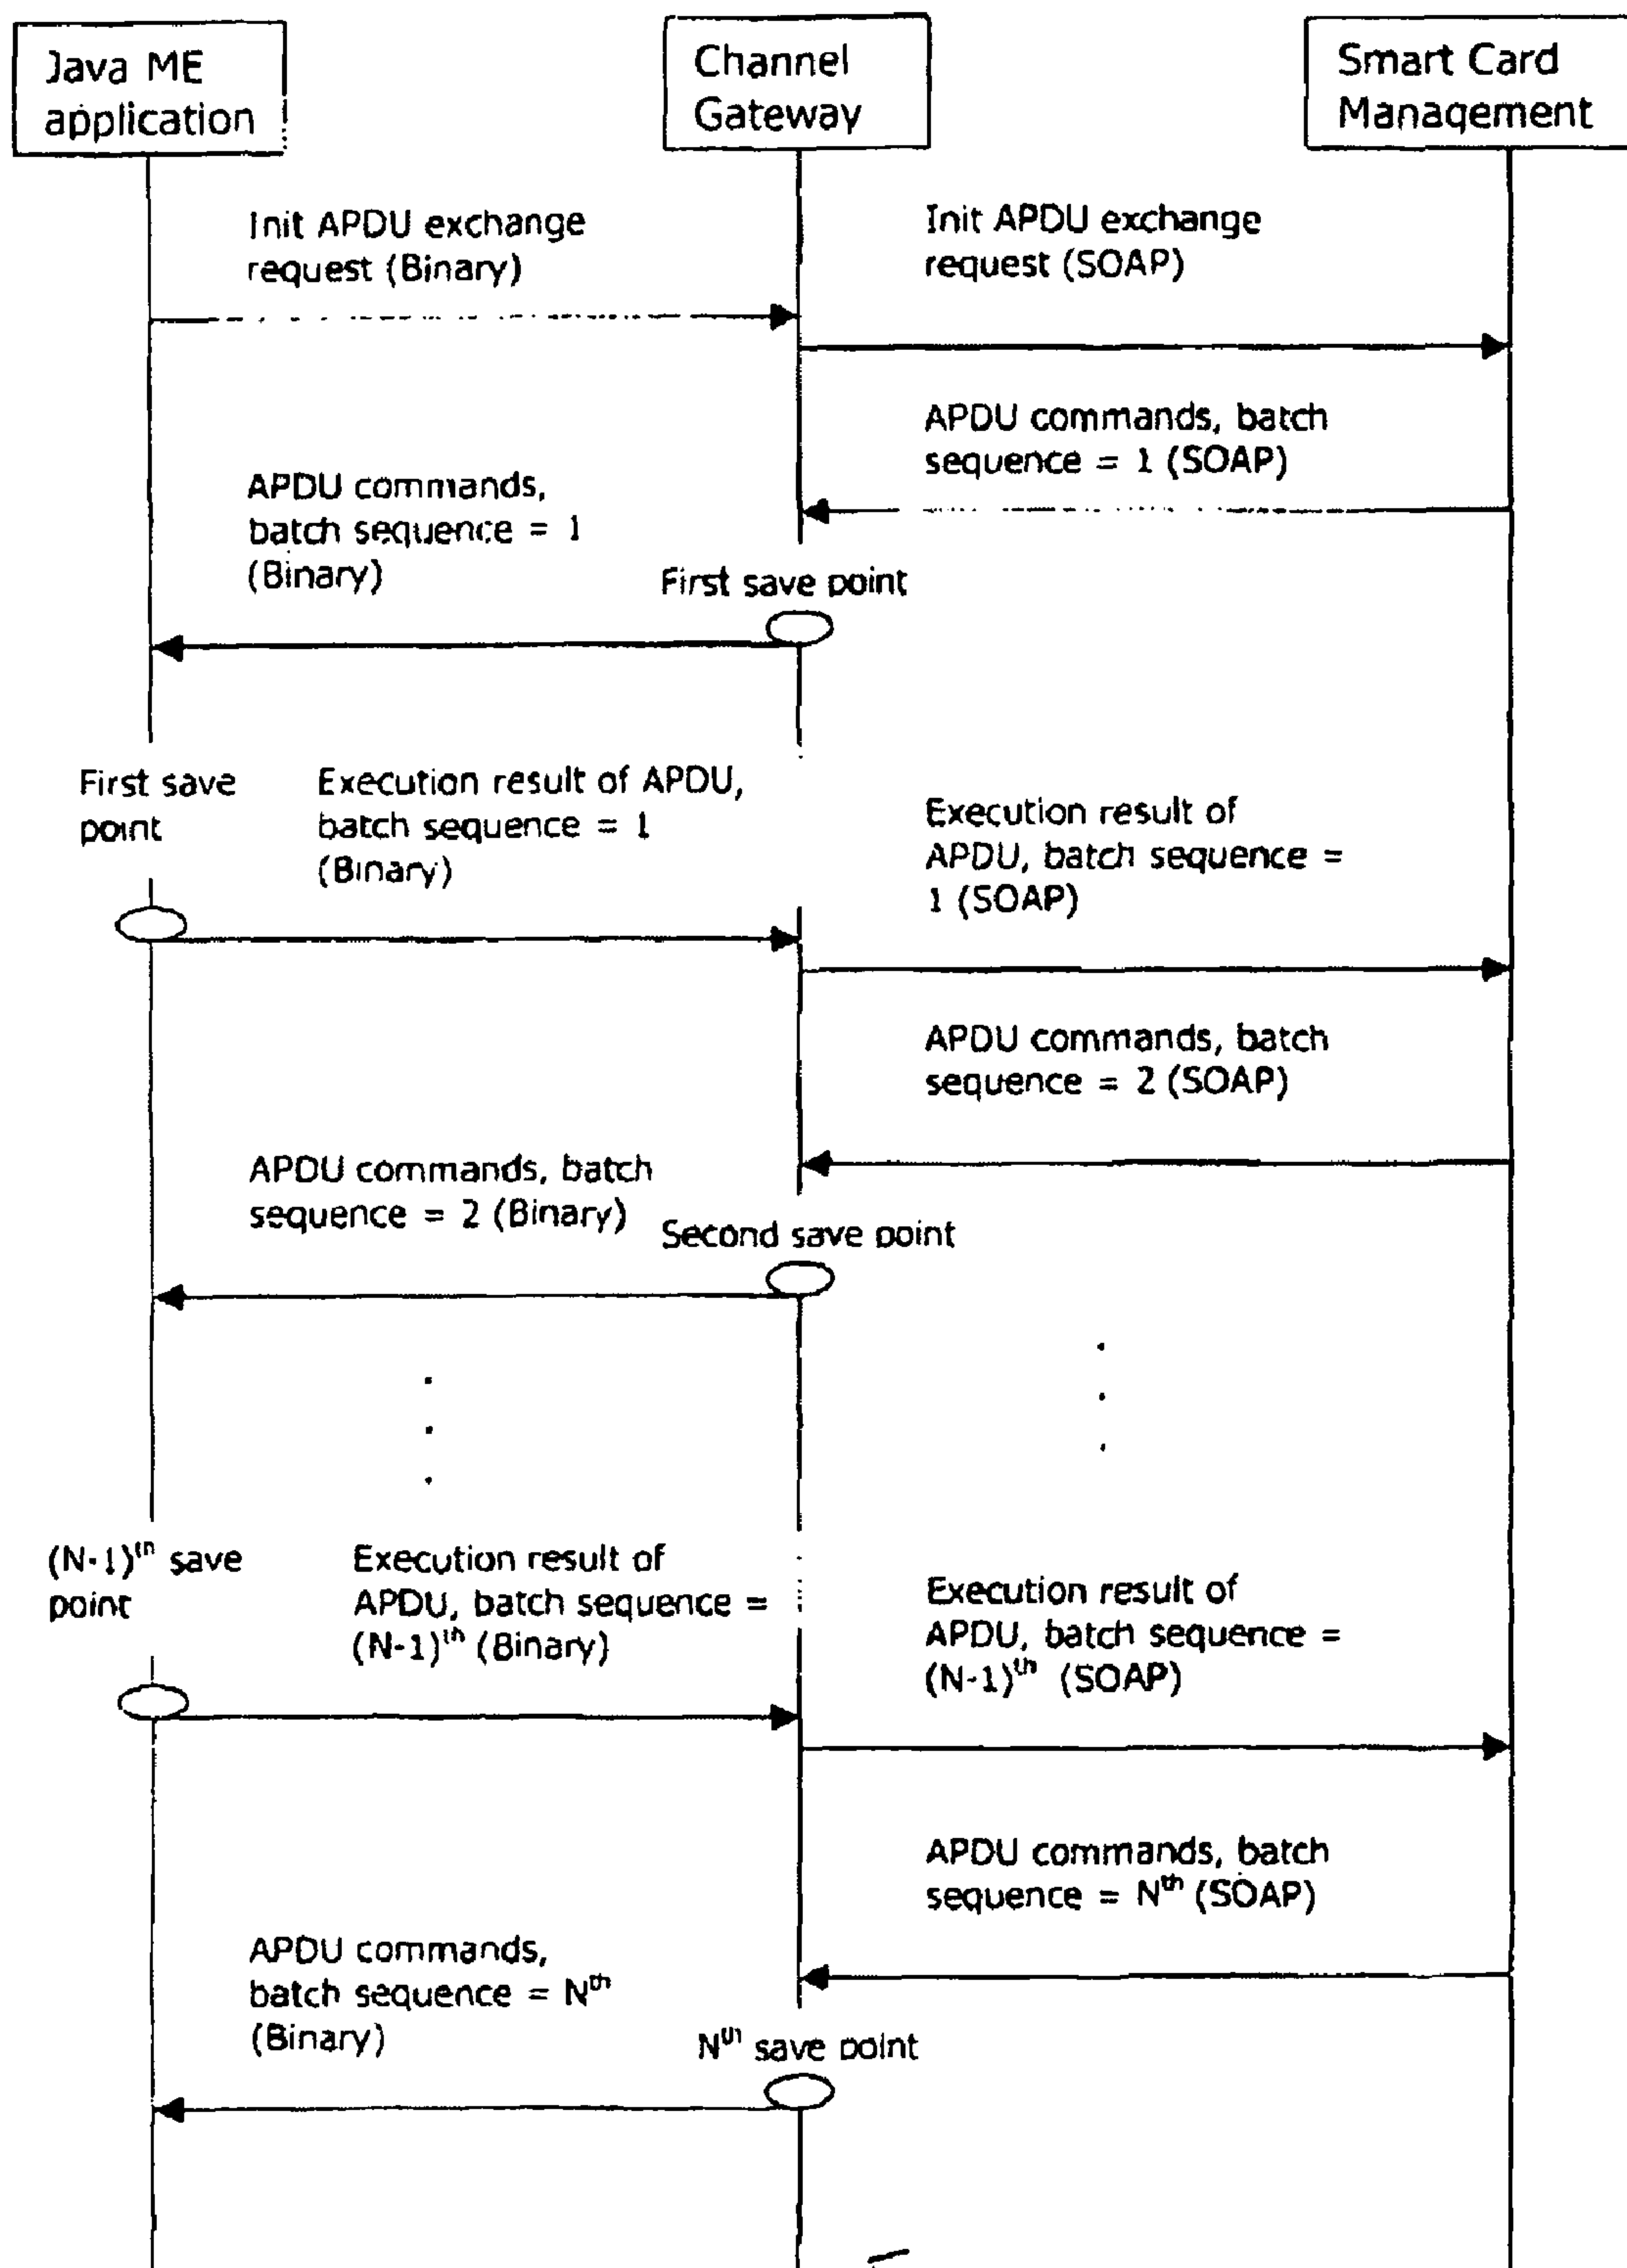 Java ME
application
Channel
Gateway
Smart Card
Management
Init APDU exchange
request (Binary)
Init APDU exchange
request (SOAP)
APDU commands, batch
sequence = 1 (SOAP)
APDU commands,
batch sequence = 1
(Binary)
First save point
First save
point
Execution result of APDU,
batch sequence = 1
(Binary)
Execution result of
APDU, batch sequence =
1 (SOAP)
APDU commands, batch
sequence = 2 (SOAP)
APDU commands, batch
sequence = 2 (Binary)
Second save point
(N-1)th save
point
Execution result of
APDU, batch sequence =
(N-1)th (Binary)
Execution result of
APDU, batch sequence =
(N-1)th (SOAP)
APDU commands, batch
sequence = Nth (SOAP)
APDU commands,
batch sequence = Nth
(Binary)
Nth save point